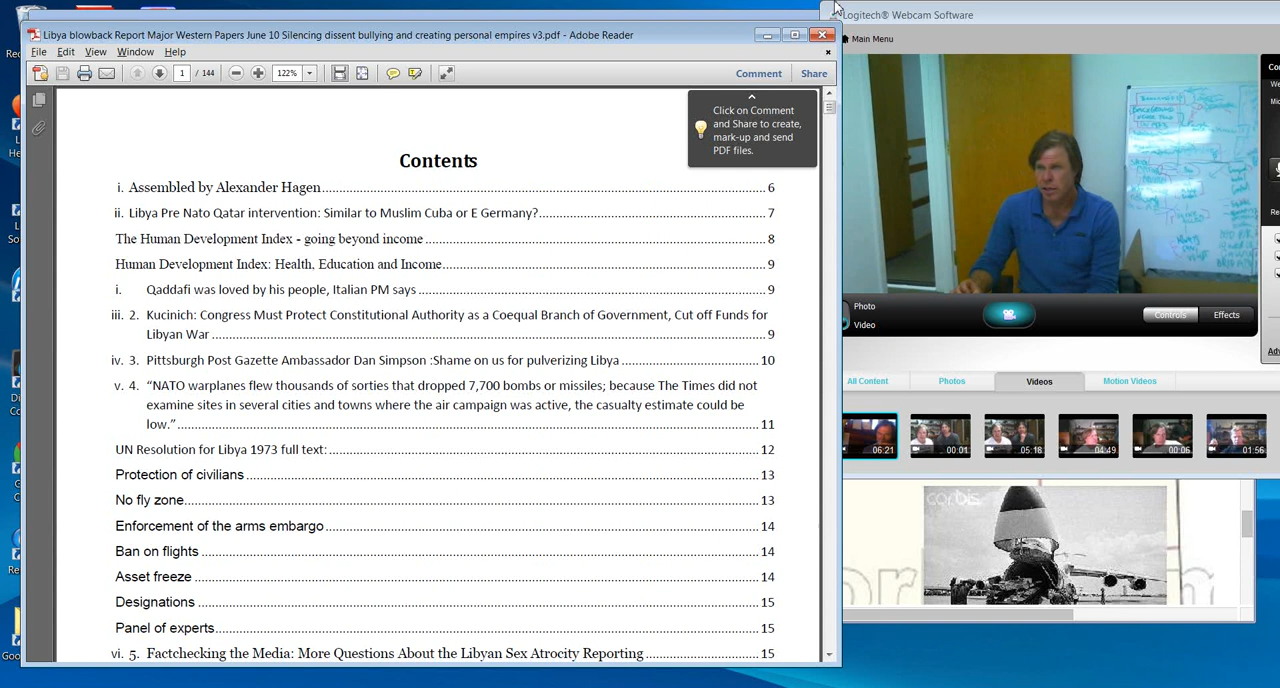 Libya blowback Report Major Western Papers June 10 Silencing dissent bullying and creating personal empires v3.pdf - Adobe Reader
File Edit View Window Help
1 / 144 122% Comment Share
Click on Comment
and Share to create,
mark-up and send
PDF files.
Contents
i. Assembled by Alexander Hagen 6
ii. Libya Pre Nato Qatar intervention: Similar to Muslim Cuba or E Germany? 7
The Human Development Index - going beyond income 8
Human Development Index: Health, Education and Income 9
i. Qaddafi was loved by his people, Italian PM says 9
iii. 2. Kucinich: Congress Must Protect Constitutional Authority as a Coequal Branch of Government, Cut off Funds for
Libyan War 9
iv. 3. Pittsburgh Post Gazette Ambassador Dan Simpson :Shame on us for pulverizing Libya 10
v. 4. “NATO warplanes flew thousands of sorties that dropped 7,700 bombs or missiles; because The Times did not
examine sites in several cities and towns where the air campaign was active, the casualty estimate could be
low.” 11
UN Resolution for Libya 1973 full text: 12
Protection of civilians 13
No fly zone 13
Enforcement of the arms embargo 14
Ban on flights 14
Asset freeze 14
Designations 15
Panel of experts 15
vi. 5. Factchecking the Media: More Questions About the Libyan Sex Atrocity Reporting 15
Logitech® Webcam Software
Main Menu
Photo
Video
Controls Effects
All Content Photos Videos Motion Videos
06:21 00:01 05:18 04:49 00:06 01:56
corbis